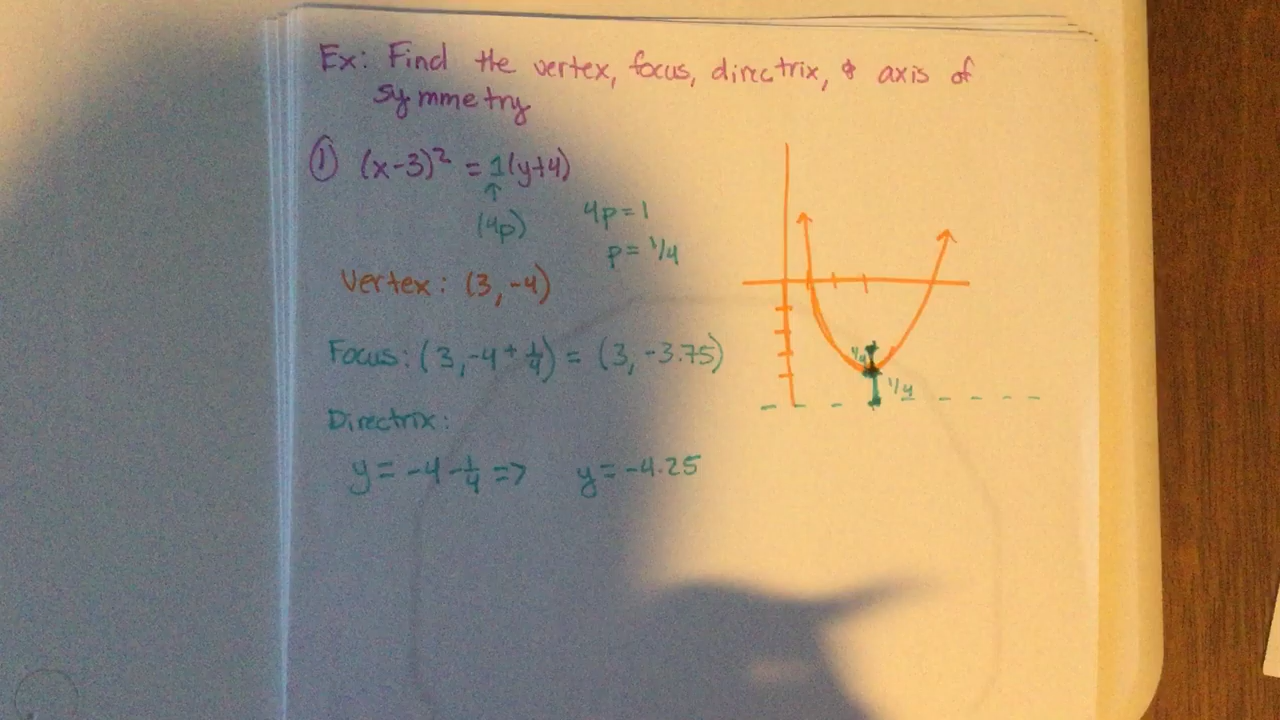 Ex: Find the vertex, focus, directrix, & axis of
symmetry
① (x-3)² = 1(y+4)
↑
(4p)
4p=1
p= 1/4
Vertex: (3, -4)
Focus: (3, -4 + 1/4) = (3, -3.75)
Directrix:
y = -4 - 1/4 => y = -4.25
1/4
1/4